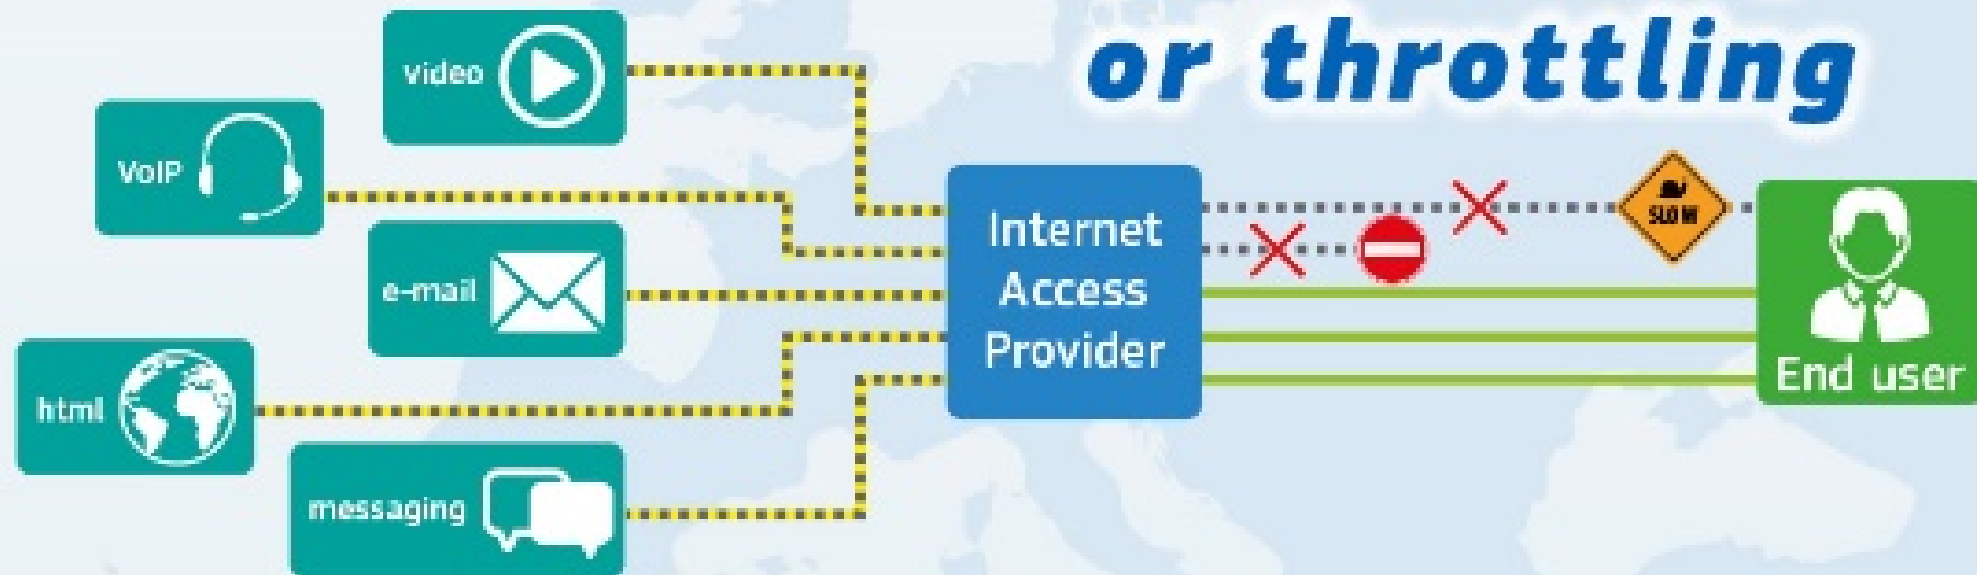 or throttling
video
VoIP
e-mail
html
messaging
Internet
Access
Provider
SLOW
End user